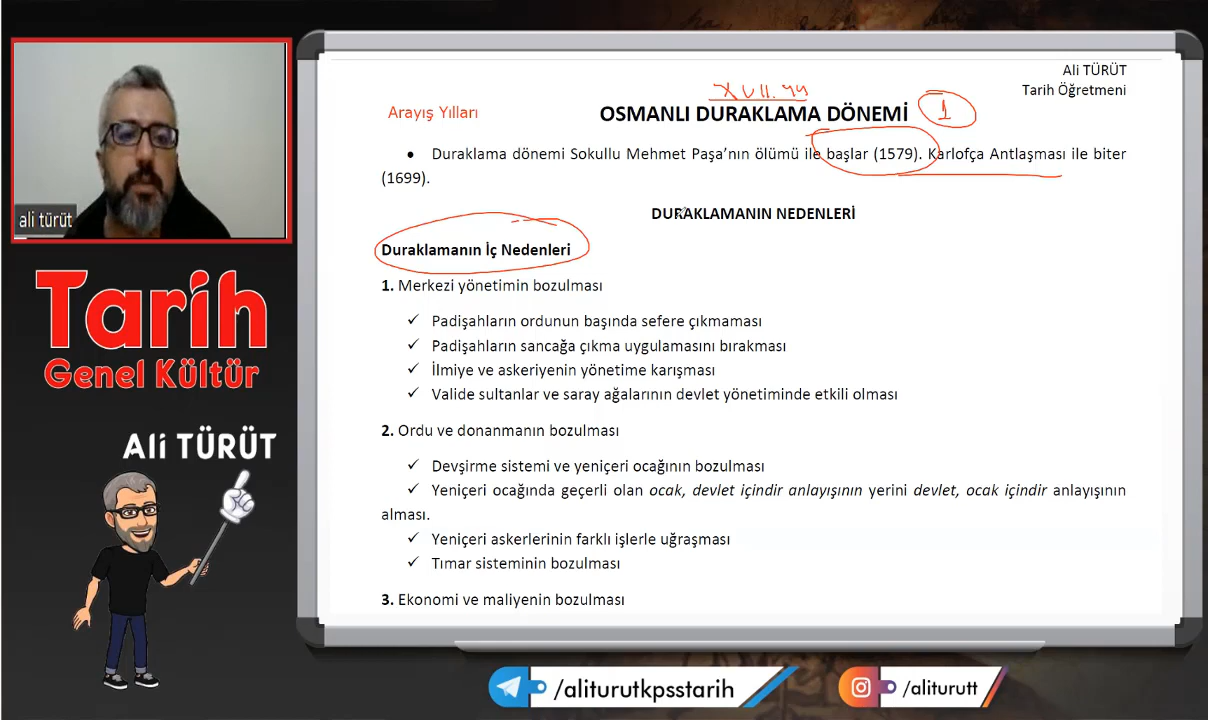 ali türüt
Tarih
Genel Kültür
Ali TÜRÜT
Ali TÜRÜT
Tarih Öğretmeni
XVII. yy
Arayış Yılları
OSMANLI DURAKLAMA DÖNEMİ
1
• Duraklama dönemi Sokullu Mehmet Paşa’nın ölümü ile başlar (1579). Karlofça Antlaşması ile biter
(1699).
DURAKLAMANIN NEDENLERİ
Duraklamanın İç Nedenleri
1. Merkezi yönetimin bozulması
✓ Padişahların ordunun başında sefere çıkmaması
✓ Padişahların sancağa çıkma uygulamasını bırakması
✓ İlmiye ve askeriyenin yönetime karışması
✓ Valide sultanlar ve saray ağalarının devlet yönetiminde etkili olması
2. Ordu ve donanmanın bozulması
✓ Devşirme sistemi ve yeniçeri ocağının bozulması
✓ Yeniçeri ocağında geçerli olan ocak, devlet içindir anlayışının yerini devlet, ocak içindir anlayışının
alması.
✓ Yeniçeri askerlerinin farklı işlerle uğraşması
✓ Tımar sisteminin bozulması
3. Ekonomi ve maliyenin bozulması
/aliturutkpsstarih
/aliturutt